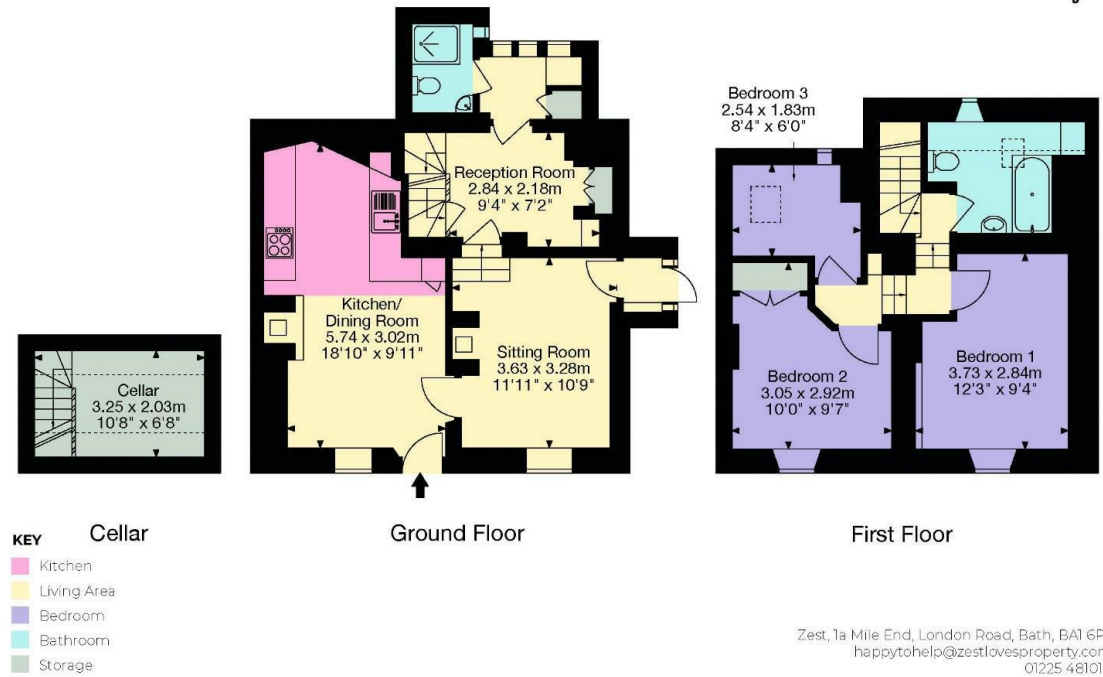 Bedroom 3
2.54 x 1.83m
8'4" x 6'0"
Reception Room
2.84 x 2.18m
9'4" x 7'2"
Kitchen/
Dining Room
5.74 x 3.02m
18'10" x 9'11"
Sitting Room
3.63 x 3.28m
11'11" x 10'9"
Cellar
3.25 x 2.03m
10'8" x 6'8"
Bedroom 2
3.05 x 2.92m
10'0" x 9'7"
Bedroom 1
3.73 x 2.84m
12'3" x 9'4"
Cellar
Ground Floor
First Floor
KEY
Kitchen
Living Area
Bedroom
Bathroom
Storage
Zest, 1a Mile End, London Road, Bath, BA1 6P
happytohelp@zestlovesproperty.com
01225 48101